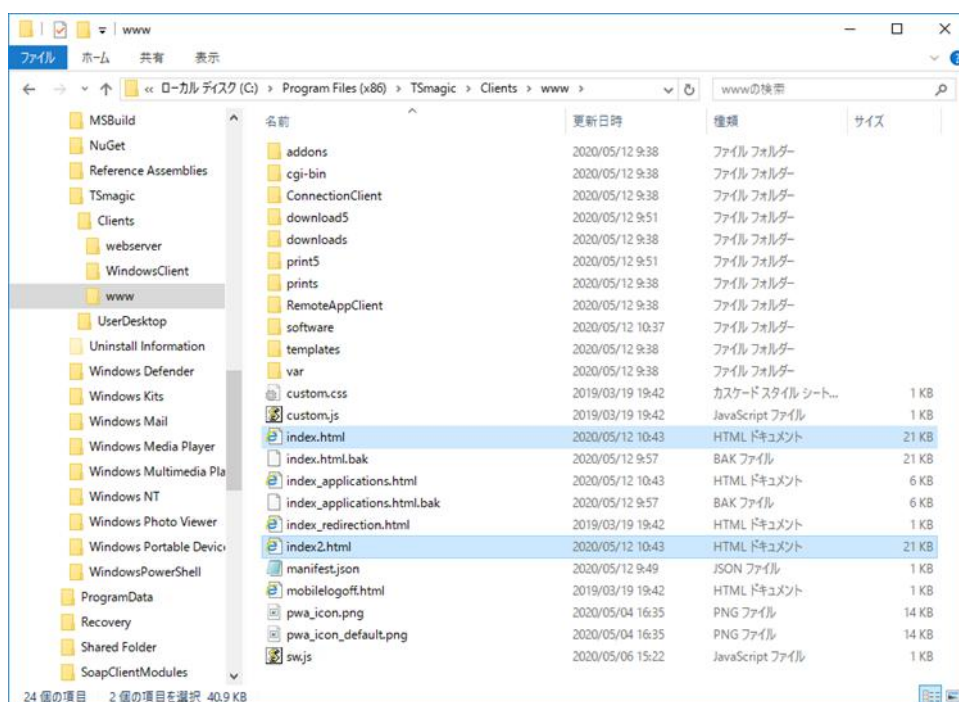 www
ファイル ホーム 共有 表示
« ローカル ディスク (C:) > Program Files (x86) > TSmagic > Clients > www > wwwの検索
MSBuild
NuGet
Reference Assemblies
TSmagic
Clients
webserver
WindowsClient
www
UserDesktop
Uninstall Information
Windows Defender
Windows Kits
Windows Mail
Windows Media Player
Windows Multimedia Pla
Windows NT
Windows Photo Viewer
Windows Portable Devic
WindowsPowerShell
ProgramData
Recovery
Shared Folder
SoapClientModules
名前 更新日時 種類 サイズ
addons 2020/05/12 9:38 ファイル フォルダー
cgi-bin 2020/05/12 9:38 ファイル フォルダー
ConnectionClient 2020/05/12 9:38 ファイル フォルダー
download5 2020/05/12 9:51 ファイル フォルダー
downloads 2020/05/12 9:38 ファイル フォルダー
print5 2020/05/12 9:51 ファイル フォルダー
prints 2020/05/12 9:38 ファイル フォルダー
RemoteAppClient 2020/05/12 9:38 ファイル フォルダー
software 2020/05/12 10:37 ファイル フォルダー
templates 2020/05/12 9:38 ファイル フォルダー
var 2020/05/12 9:38 ファイル フォルダー
custom.css 2019/03/19 19:42 カスケード スタイル シート... 1 KB
custom.js 2019/03/19 19:42 JavaScript ファイル 1 KB
index.html 2020/05/12 10:43 HTML ドキュメント 21 KB
index.html.bak 2020/05/12 9:57 BAK ファイル 21 KB
index_applications.html 2020/05/12 10:43 HTML ドキュメント 6 KB
index_applications.html.bak 2020/05/12 9:57 BAK ファイル 6 KB
index_redirection.html 2019/03/19 19:42 HTML ドキュメント 1 KB
index2.html 2020/05/12 10:43 HTML ドキュメント 21 KB
manifest.json 2020/05/12 9:49 JSON ファイル 1 KB
mobilelogoff.html 2019/03/19 19:42 HTML ドキュメント 1 KB
pwa_icon.png 2020/05/04 16:35 PNG ファイル 14 KB
pwa_icon_default.png 2020/05/04 16:35 PNG ファイル 14 KB
sw.js 2020/05/06 15:22 JavaScript ファイル 1 KB
24 個の項目 2 個の項目を選択 40.9 KB